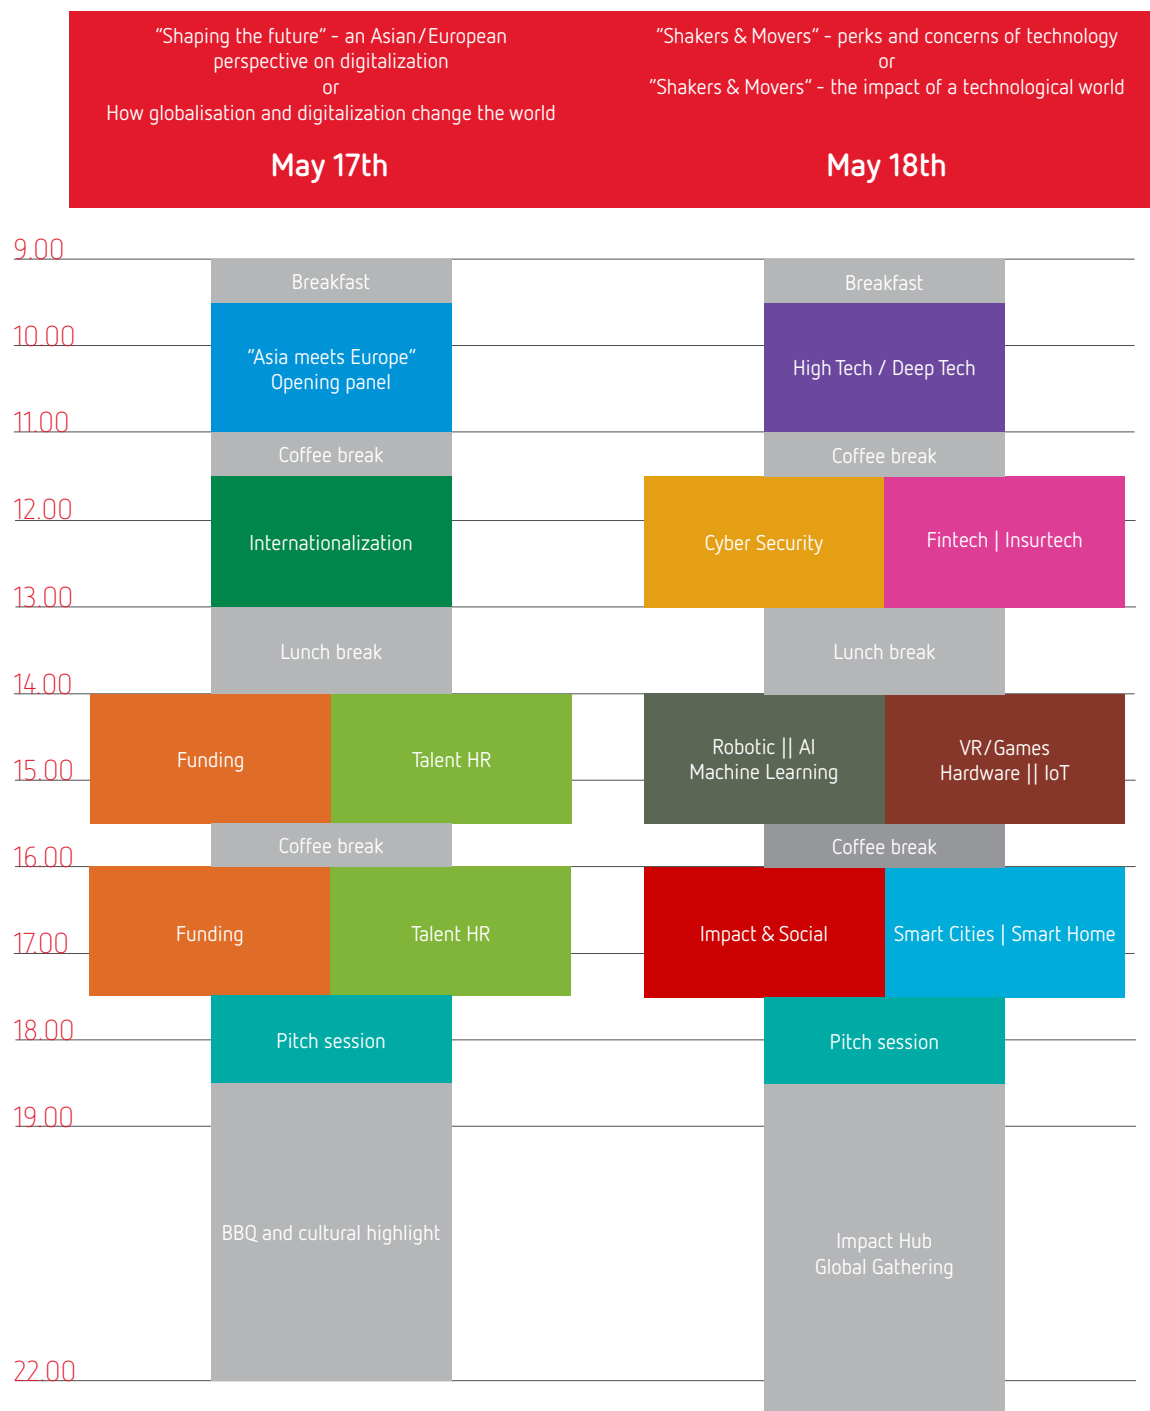 “Shaping the future“ - an Asian/European
perspective on digitalization
or
How globalisation and digitalization change the world
May 17th
“Shakers & Movers“ - perks and concerns of technology
or
“Shakers & Movers“ - the impact of a technological world
May 18th
9.00
Breakfast
Breakfast
10.00
“Asia meets Europe“
Opening panel
High Tech / Deep Tech
11.00
Coffee break
Coffee break
12.00
Internationalization
Cyber Security
Fintech | Insurtech
13.00
Lunch break
Lunch break
14.00
Funding
Talent HR
Robotic || AI
Machine Learning
VR/Games
Hardware || IoT
15.00
Coffee break
Coffee break
16.00
Funding
Talent HR
Impact & Social
Smart Cities | Smart Home
17.00
18.00
Pitch session
Pitch session
19.00
BBQ and cultural highlight
Impact Hub
Global Gathering
22.00